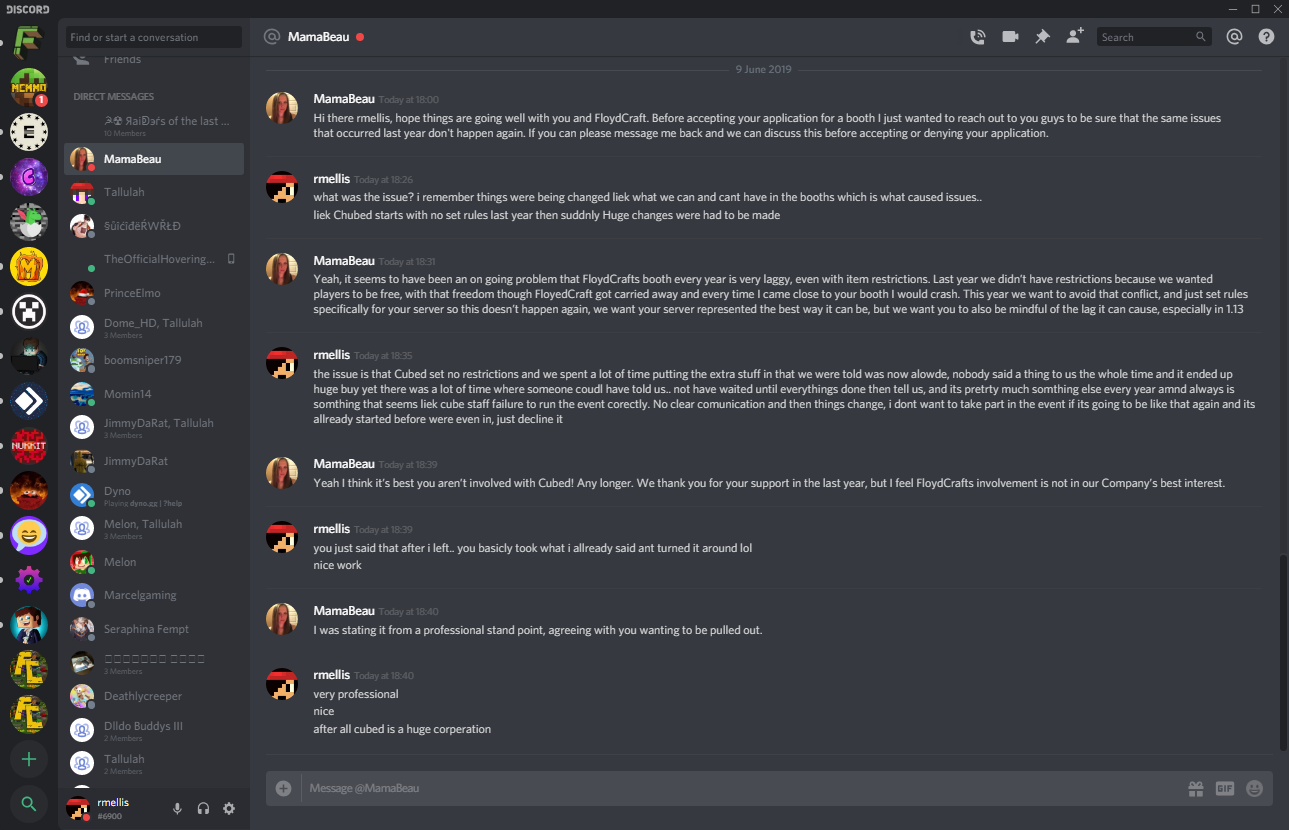 DISCORD
Find or start a conversation
MamaBeau
Search
Friends
DIRECT MESSAGES
of the last ...
10 Members
MamaBeau
Tallulah
TheOfficialHovering...
PrinceElmo
Dome_HD, Tallulah
3 Members
boomsniper179
Momin14
JimmyDaRat, Tallulah
3 Members
JimmyDaRat
Dyno
Playing dyno.gg | ?help
Melon, Tallulah
3 Members
Melon
Marcelgaming
Seraphina Fempt
3 Members
Deathlycreeper
Dlldo Buddys III
2 Members
Tallulah
2 Members
rmellis
#6900
MCMMO
1
E
NUKKIT
9 June 2019
MamaBeau Today at 18:00
Hi there rmellis, hope things are going well with you and FloydCraft. Before accepting your application for a booth I just wanted to reach out to you guys to be sure that the same issues
that occurred last year don't happen again. If you can please message me back and we can discuss this before accepting or denying your application.
rmellis Today at 18:26
what was the issue? i remember things were being changed liek what we can and cant have in the booths which is what caused issues..
liek Chubed starts with no set rules last year then suddnly Huge changes were had to be made
MamaBeau Today at 18:31
Yeah, it seems to have been an on going problem that FloydCrafts booth every year is very laggy, even with item restrictions. Last year we didn't have restrictions because we wanted
players to be free, with that freedom though FloyedCraft got carried away and every time I came close to your booth I would crash. This year we want to avoid that conflict, and just set rules
specifically for your server so this doesn't happen again, we want your server represented the best way it can be, but we want you to also be mindful of the lag it can cause, especially in 1.13
rmellis Today at 18:35
the issue is that Cubed set no restrictions and we spent a lot of time putting the extra stuff in that we were told was now alowde, nobody said a thing to us the whole time and it ended up
huge buy yet there was a lot of time where someone coudl have told us.. not have waited until everythings done then tell us, and its pretrty much somthing else every year amnd always is
somthing that seems liek cube staff failure to run the event corectly. No clear comunication and then things change, i dont want to take part in the event if its going to be like that again and its
allready started before were even in, just decline it
MamaBeau Today at 18:39
Yeah I think it's best you aren't involved with Cubed! Any longer. We thank you for your support in the last year, but I feel FloydCrafts involvement is not in our Company's best interest.
rmellis Today at 18:39
you just said that after i left.. you basicly took what i allready said ant turned it around lol
nice work
MamaBeau Today at 18:40
I was stating it from a professional stand point, agreeing with you wanting to be pulled out.
rmellis Today at 18:40
very professional
nice
after all cubed is a huge corperation
Message @MamaBeau
GIF